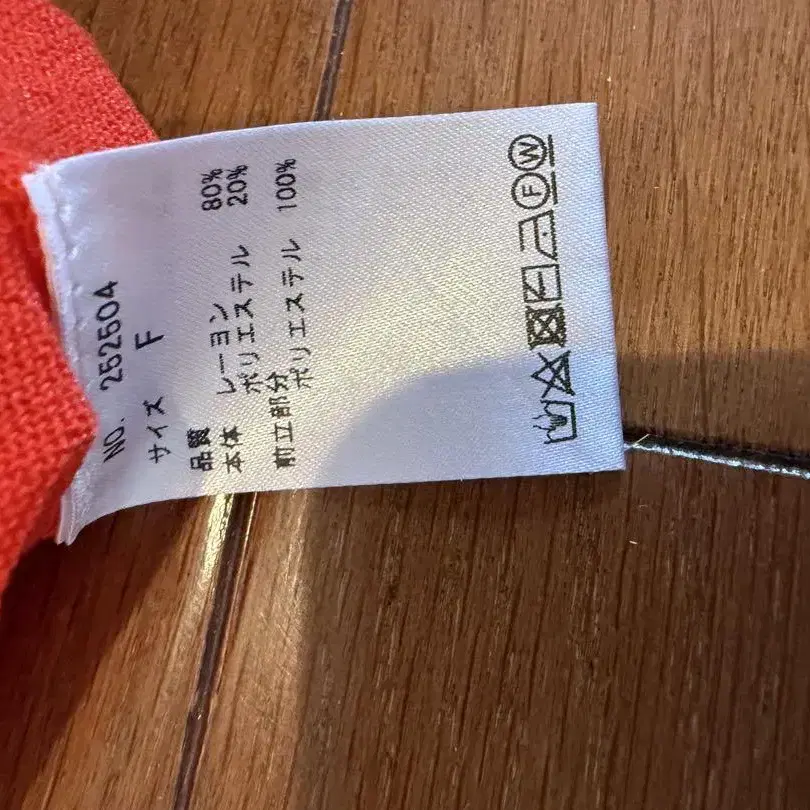 NO. 252504
サイズ F
品質
本体 レーヨン 80%
ポリエステル 20%
前立部分
ポリエステル 100%
F W